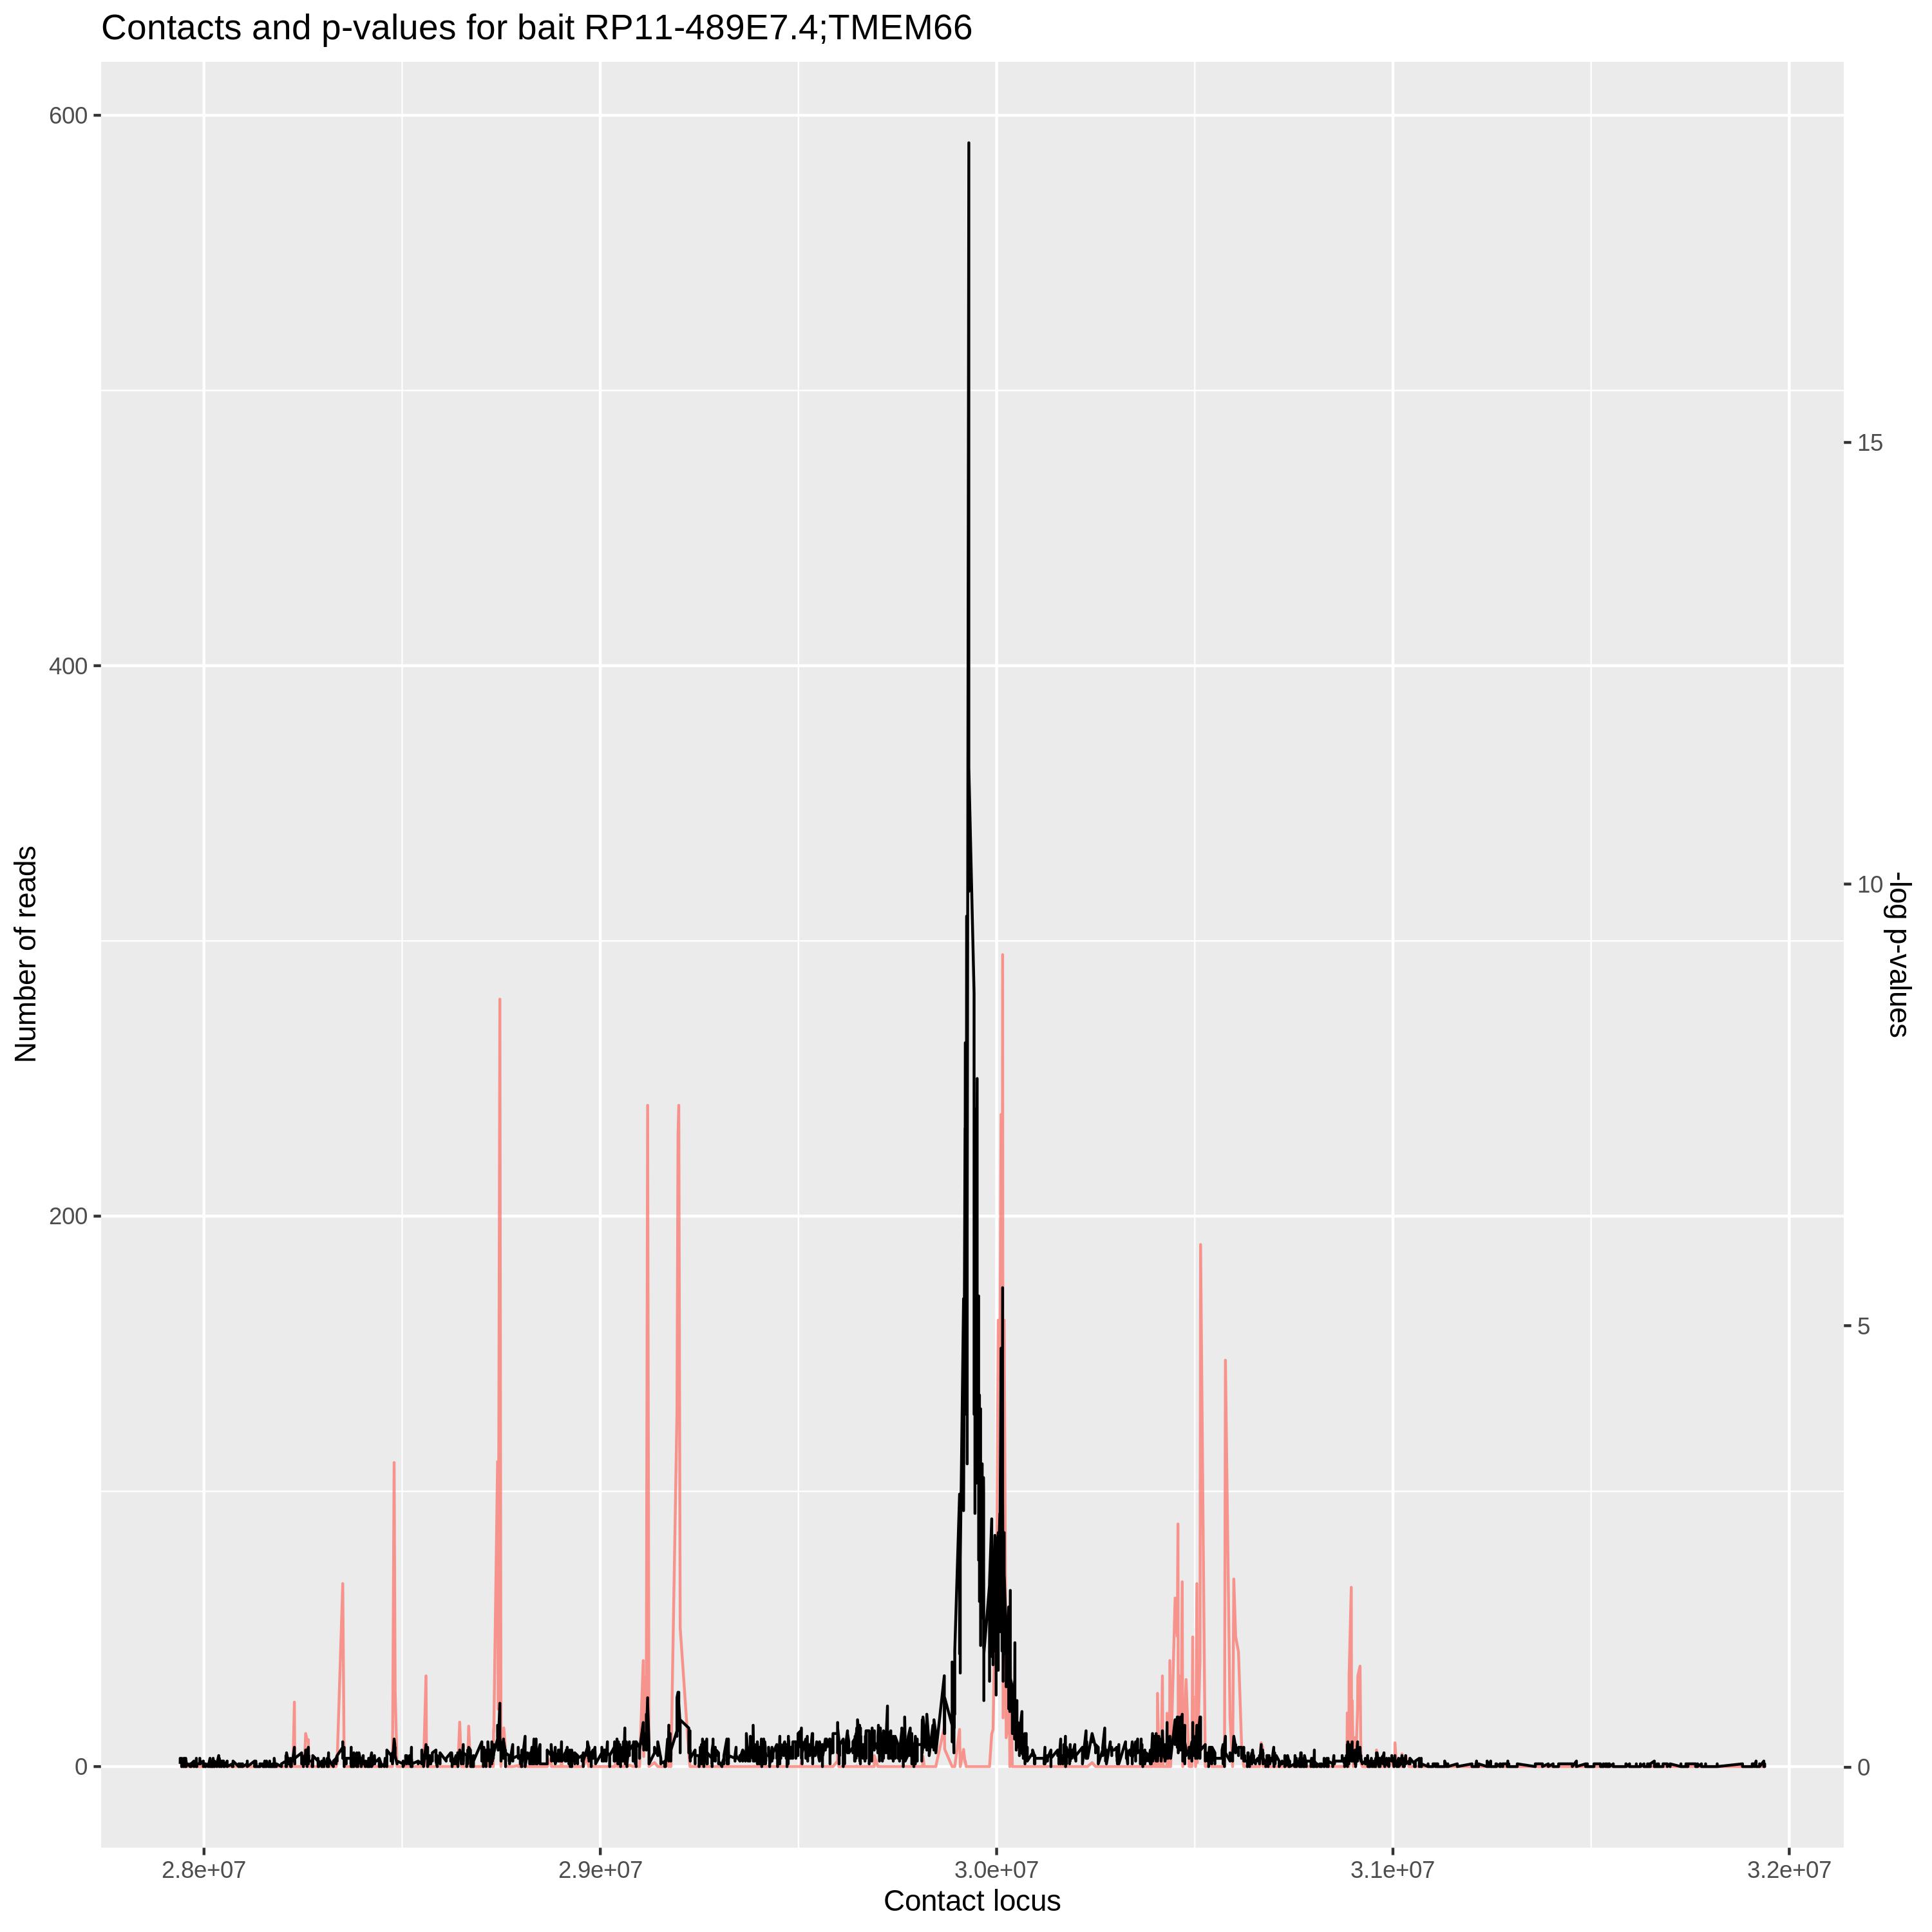 Contacts and p-values for bait RP11-489E7.4;TMEM66
600
400
200
0
Number of reads
15
10
5
0
-log p-values
2.8e+07 2.9e+07 3.0e+07 3.1e+07 3.2e+07
Contact locus